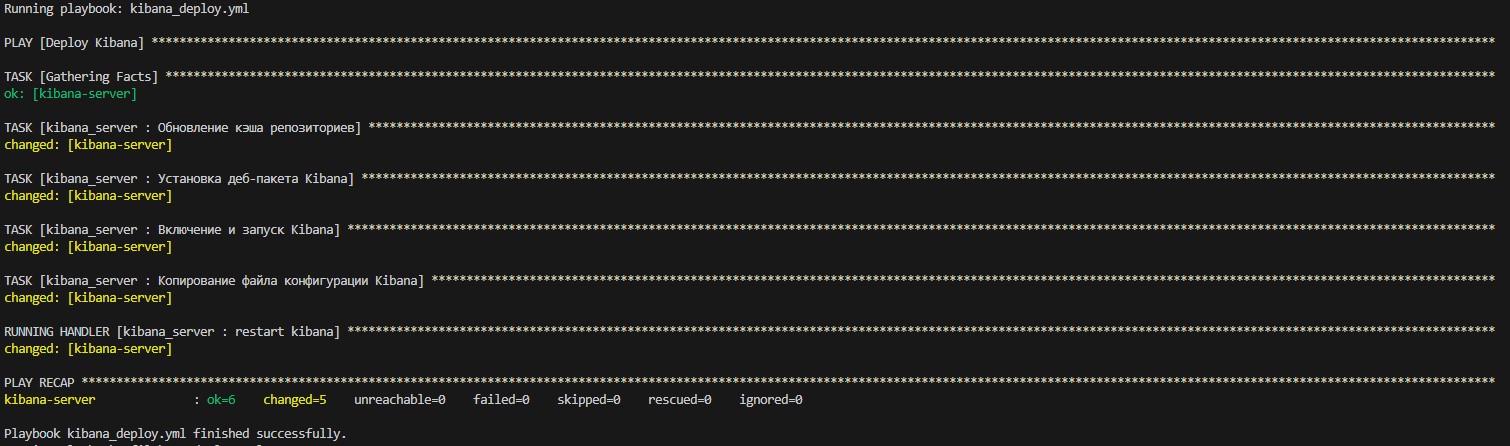 Running playbook: kibana_deploy.yml
PLAY [Deploy Kibana] ****************************************************************************************************************************************************************************************************
TASK [Gathering Facts] **************************************************************************************************************************************************************************************************
ok: [kibana-server]
TASK [kibana_server : Обновление кэша репозиториев] *********************************************************************************************************************************************************************
changed: [kibana-server]
TASK [kibana_server : Установка деб-пакета Kibana] **********************************************************************************************************************************************************************
changed: [kibana-server]
TASK [kibana_server : Включение и запуск Kibana] ************************************************************************************************************************************************************************
changed: [kibana-server]
TASK [kibana_server : Копирование файла конфигурации Kibana] ************************************************************************************************************************************************************
changed: [kibana-server]
RUNNING HANDLER [kibana_server : restart kibana] ************************************************************************************************************************************************************************
changed: [kibana-server]
PLAY RECAP **************************************************************************************************************************************************************************************************************
kibana-server              : ok=6    changed=5    unreachable=0    failed=0    skipped=0    rescued=0    ignored=0
Playbook kibana_deploy.yml finished successfully.